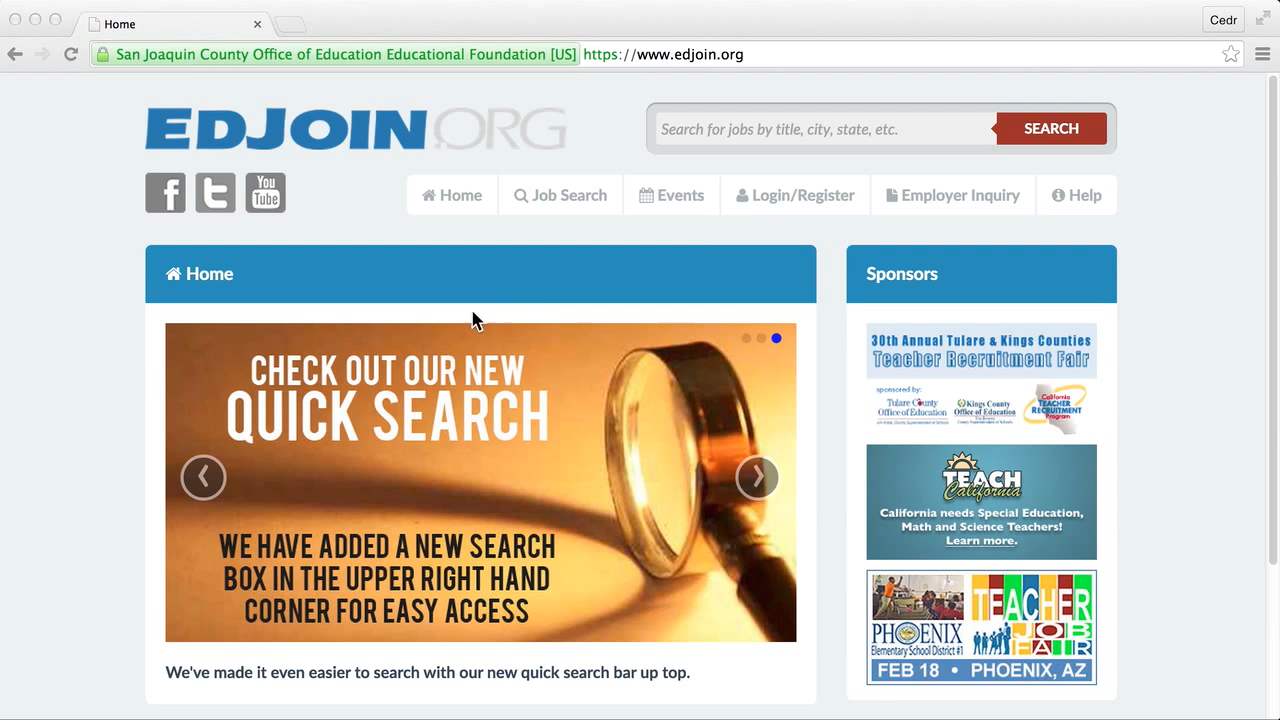 Home
Cedr
San Joaquin County Office of Education Educational Foundation [US] https://www.edjoin.org
EDJOIN.ORG
Search for jobs by title, city, state, etc.
SEARCH
f
t
You
Tube
Home
Job Search
Events
Login/Register
Employer Inquiry
Help
Home
CHECK OUT OUR NEW
QUICK SEARCH
WE HAVE ADDED A NEW SEARCH
BOX IN THE UPPER RIGHT HAND
CORNER FOR EASY ACCESS
We've made it even easier to search with our new quick search bar up top.
Sponsors
30th Annual Tulare & Kings Counties
Teacher Recruitment Fair
sponsored by:
Tulare County
Office of Education
Kings County
Office of Education
California
TEACHER
RECRUITMENT
Program
TEACH
California
California needs Special Education,
Math and Science Teachers!
Learn more.
PHOENIX
Elementary School District #1
TEACHER
JOB
FAIR
FEB 18 • PHOENIX, AZ